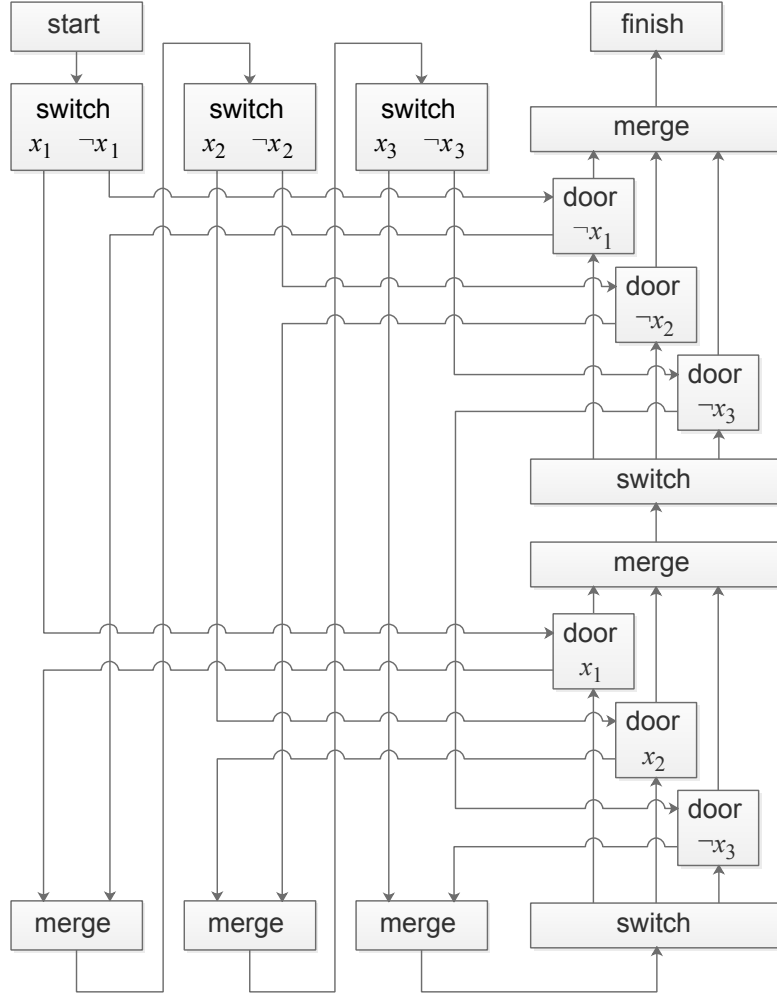 start
finish
switch
x₁ ¬x₁
switch
x₂ ¬x₂
switch
x₃ ¬x₃
merge
door
¬x₁
door
¬x₂
door
¬x₃
switch
merge
door
x₁
door
x₂
door
¬x₃
merge
merge
merge
switch